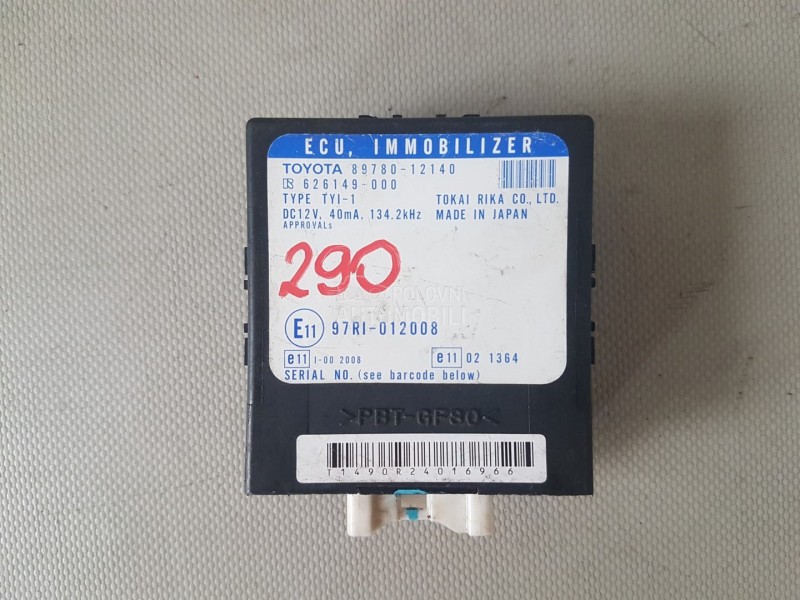 ECU, IMMOBILIZER
TOYOTA 89780-12140
626149-000
TYPE TYI-1 TOKAI RIKA CO., LTD.
DC12V, 40mA, 134.2kHz MADE IN JAPAN
APPROVALs
290
POLOVNI
AUTOMOBILI
E11 97RI-012008
e11 I-00 2008 e11 02 1364
SERIAL NO. (see barcode below)
>PBT-GF30<
T1490R24016966